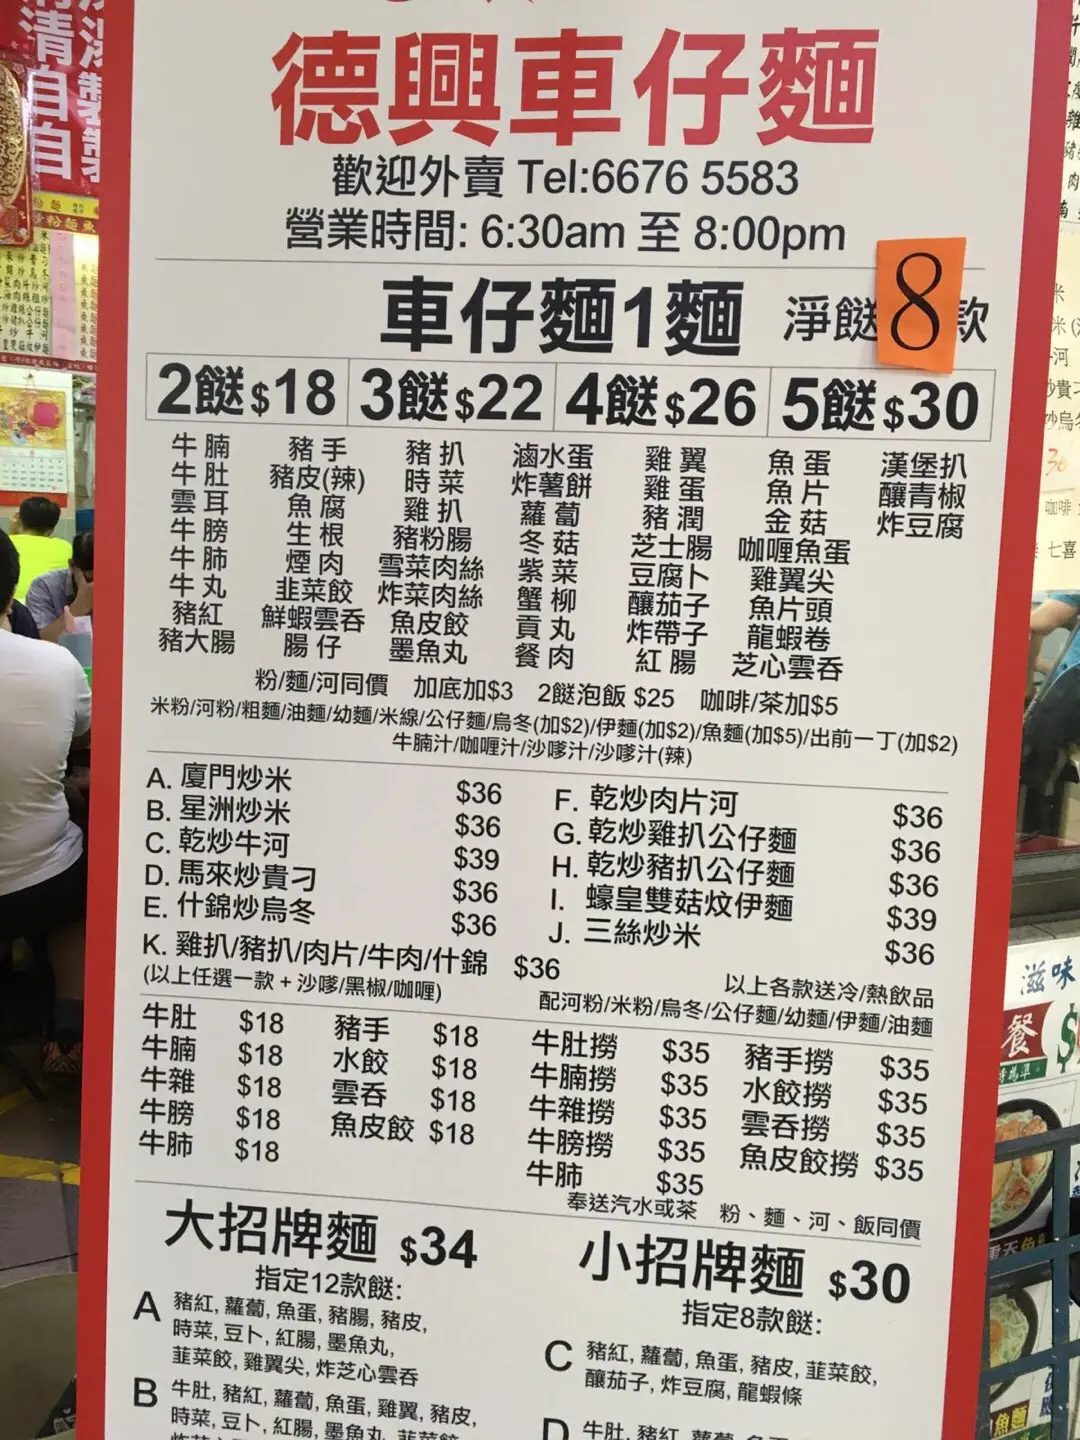 德興車仔麵
歡迎外賣 Tel:6676 5583
營業時間: 6:30am 至 8:00pm
車仔麵1麵 淨餸8款
2餸$18 3餸$22 4餸$26 5餸$30
牛腩 豬手 豬扒 滷水蛋 雞翼 魚蛋 漢堡扒
牛肚 豬皮(辣) 時菜 炸薯餅 雞蛋 魚片 釀青椒
雲耳 魚腐 雞扒 蘿蔔 豬潤 金菇 炸豆腐
牛膀 生根 豬粉腸 冬菇 芝士腸 咖喱魚蛋
牛肺 煙肉 雪菜肉絲 紫菜 豆腐卜 雞翼尖
牛丸 韭菜餃 炸菜肉絲 蟹柳 釀茄子 魚片頭
豬紅 鮮蝦雲吞 魚皮餃 貢丸 炸帶子 龍蝦卷
豬大腸 腸仔 墨魚丸 餐肉 紅腸 芝心雲吞
粉/麵/河同價 加底加$3 2餸泡飯 $25 咖啡/茶加$5
米粉/河粉/粗麵/油麵/幼麵/米線/公仔麵/烏冬(加$2)/伊麵(加$2)/魚麵(加$5)/出前一丁(加$2)
牛腩汁/咖喱汁/沙嗲汁/沙嗲汁(辣)
A. 廈門炒米 $36
B. 星洲炒米 $36
C. 乾炒牛河 $39
D. 馬來炒貴刁 $36
E. 什錦炒烏冬 $36
F. 乾炒肉片河 $36
G. 乾炒雞扒公仔麵 $36
H. 乾炒豬扒公仔麵 $36
I. 蠔皇雙菇炆伊麵 $39
J. 三絲炒米 $36
K. 雞扒/豬扒/肉片/牛肉/什錦 $36
(以上任選一款 + 沙嗲/黑椒/咖喱)
以上各款送冷/熱飲品
配河粉/米粉/烏冬/公仔麵/幼麵/伊麵/油麵
牛肚 $18 豬手 $18 牛肚撈 $35 豬手撈 $35
牛腩 $18 水餃 $18 牛腩撈 $35 水餃撈 $35
牛雜 $18 雲吞 $18 牛雜撈 $35 雲吞撈 $35
牛膀 $18 魚皮餃 $18 牛膀撈 $35 魚皮餃撈 $35
牛肺 $18 牛肺 $35
奉送汽水或茶 粉、麵、河、飯同價
大招牌麵 $34
指定12款餸:
A 豬紅, 蘿蔔, 魚蛋, 豬腸, 豬皮,
時菜, 豆卜, 紅腸, 墨魚丸,
韭菜餃, 雞翼尖, 炸芝心雲吞
B 牛肚, 豬紅, 蘿蔔, 魚蛋, 雞翼, 豬皮,
時菜, 豆卜, 紅腸, 墨魚丸, 韭菜餃,
小招牌麵 $30
指定8款餸:
C 豬紅, 蘿蔔, 魚蛋, 豬皮, 韭菜餃,
釀茄子, 炸豆腐, 龍蝦條
D 牛肚, 豬紅, 蘿蔔,
滋味
餐 $
咖啡
七喜
魚麵